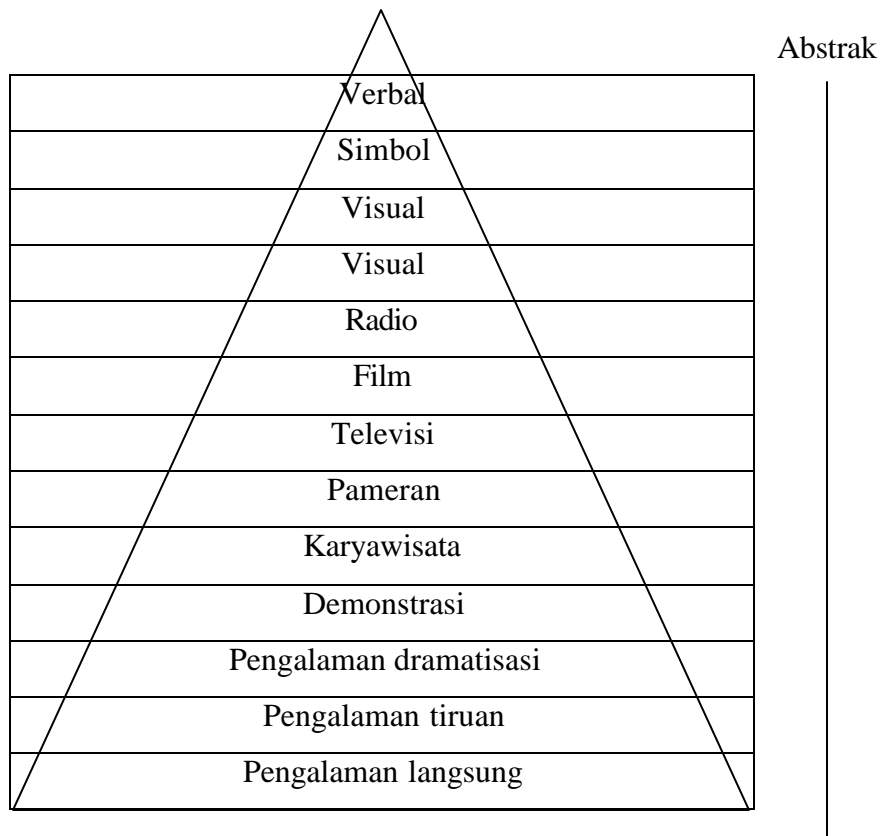 Abstrak
Verbal
Simbol
Visual
Visual
Radio
Film
Televisi
Pameran
Karyawisata
Demonstrasi
Pengalaman dramatisasi
Pengalaman tiruan
Pengalaman langsung